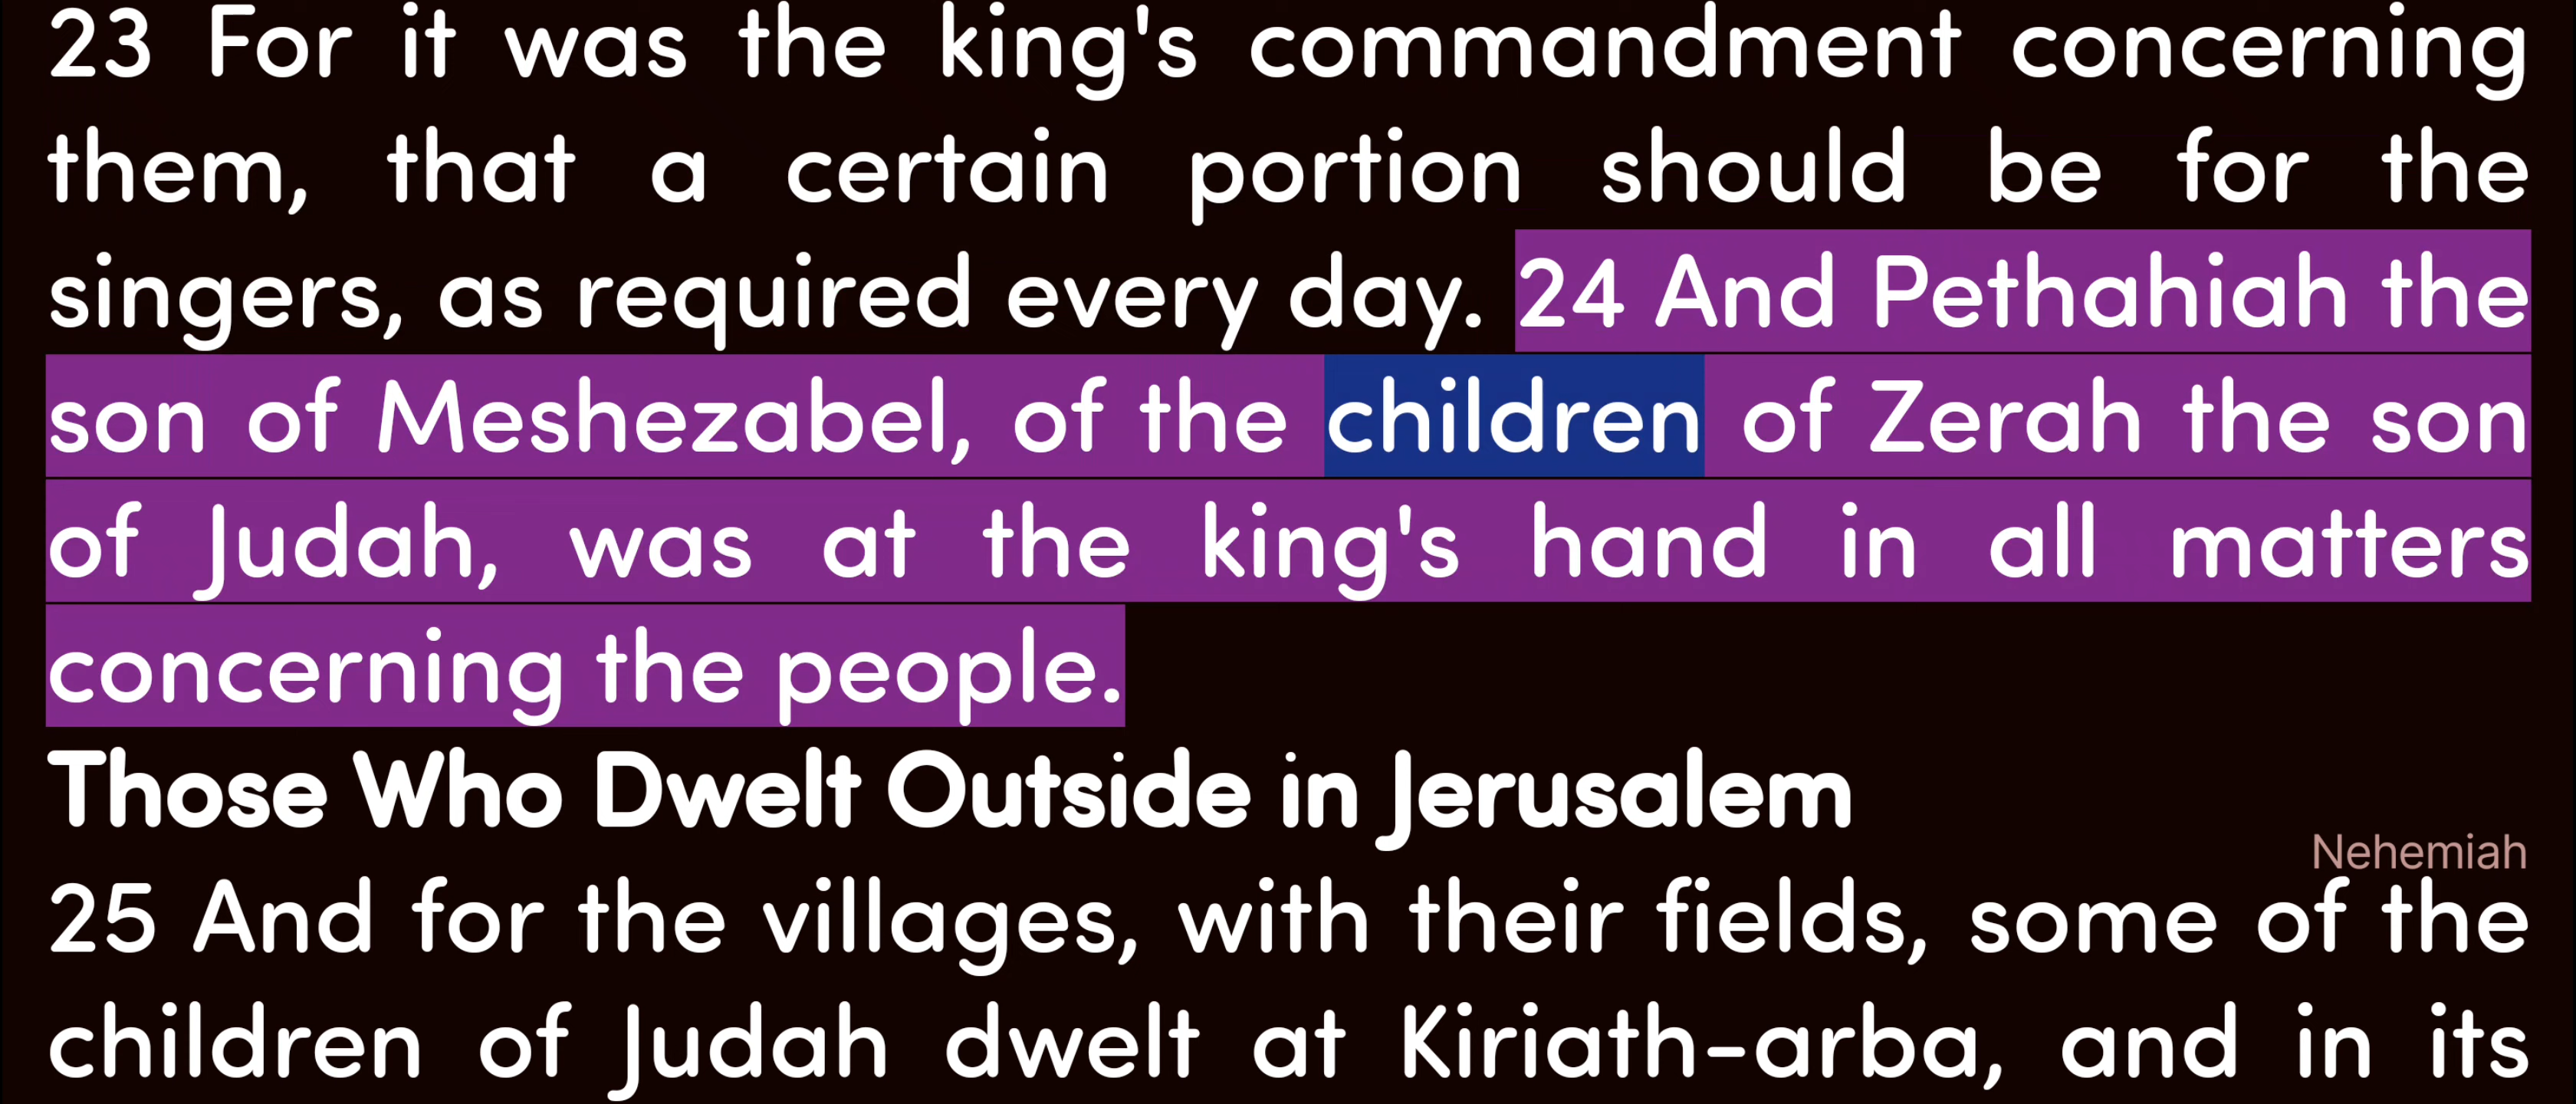 23 For it was the king's commandment concerning
them, that a certain portion should be for the
singers, as required every day. 24 And Pethahiah the
son of Meshezabel, of the children of Zerah the son
of Judah, was at the king's hand in all matters
concerning the people.
Those Who Dwelt Outside in Jerusalem
Nehemiah
25 And for the villages, with their fields, some of the
children of Judah dwelt at Kiriath-arba, and in its